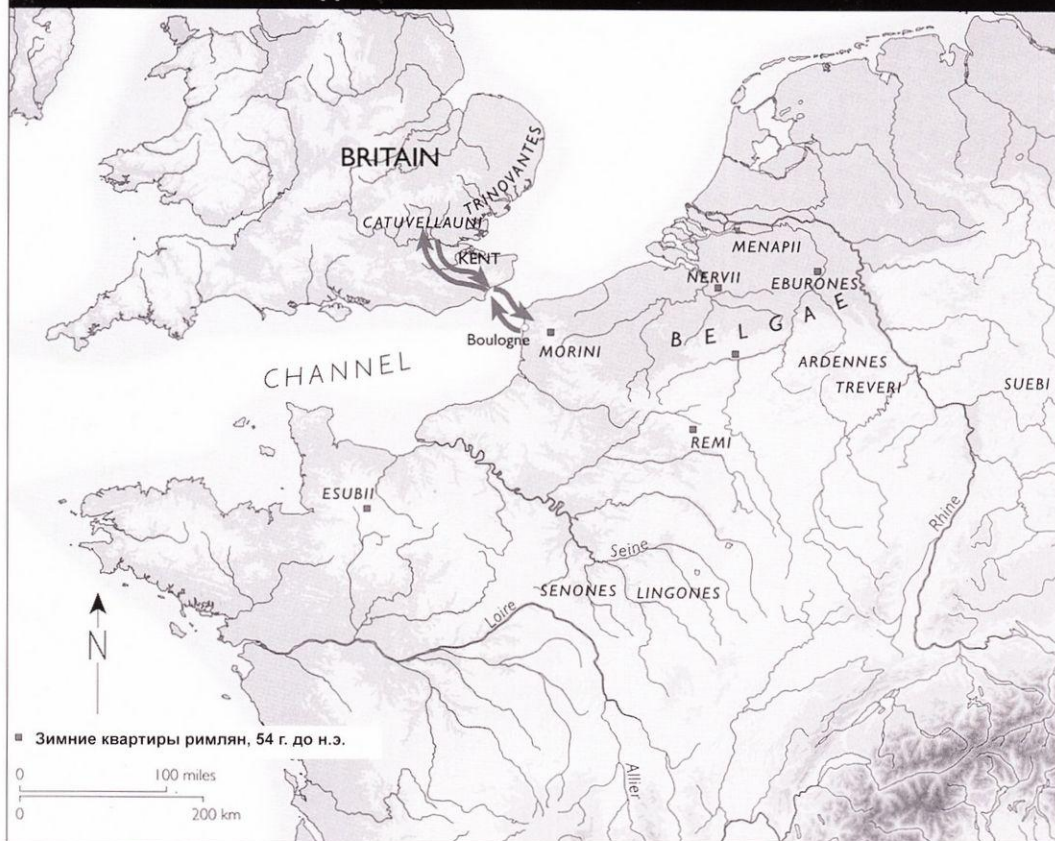 BRITAIN
TRINOVANTES
CATUVELLAUNI
KENT
MENAPII
NERVII
EBURONES
Boulogne
MORINI
BELGAE
CHANNEL
ARDENNES
TREVERI
SUEBI
REMI
ESUBII
Rhine
Seine
SENONES
LINGONES
Loire
N
Зимние квартиры римлян, 54 г. до н.э.
0 100 miles
0 200 km
Allier